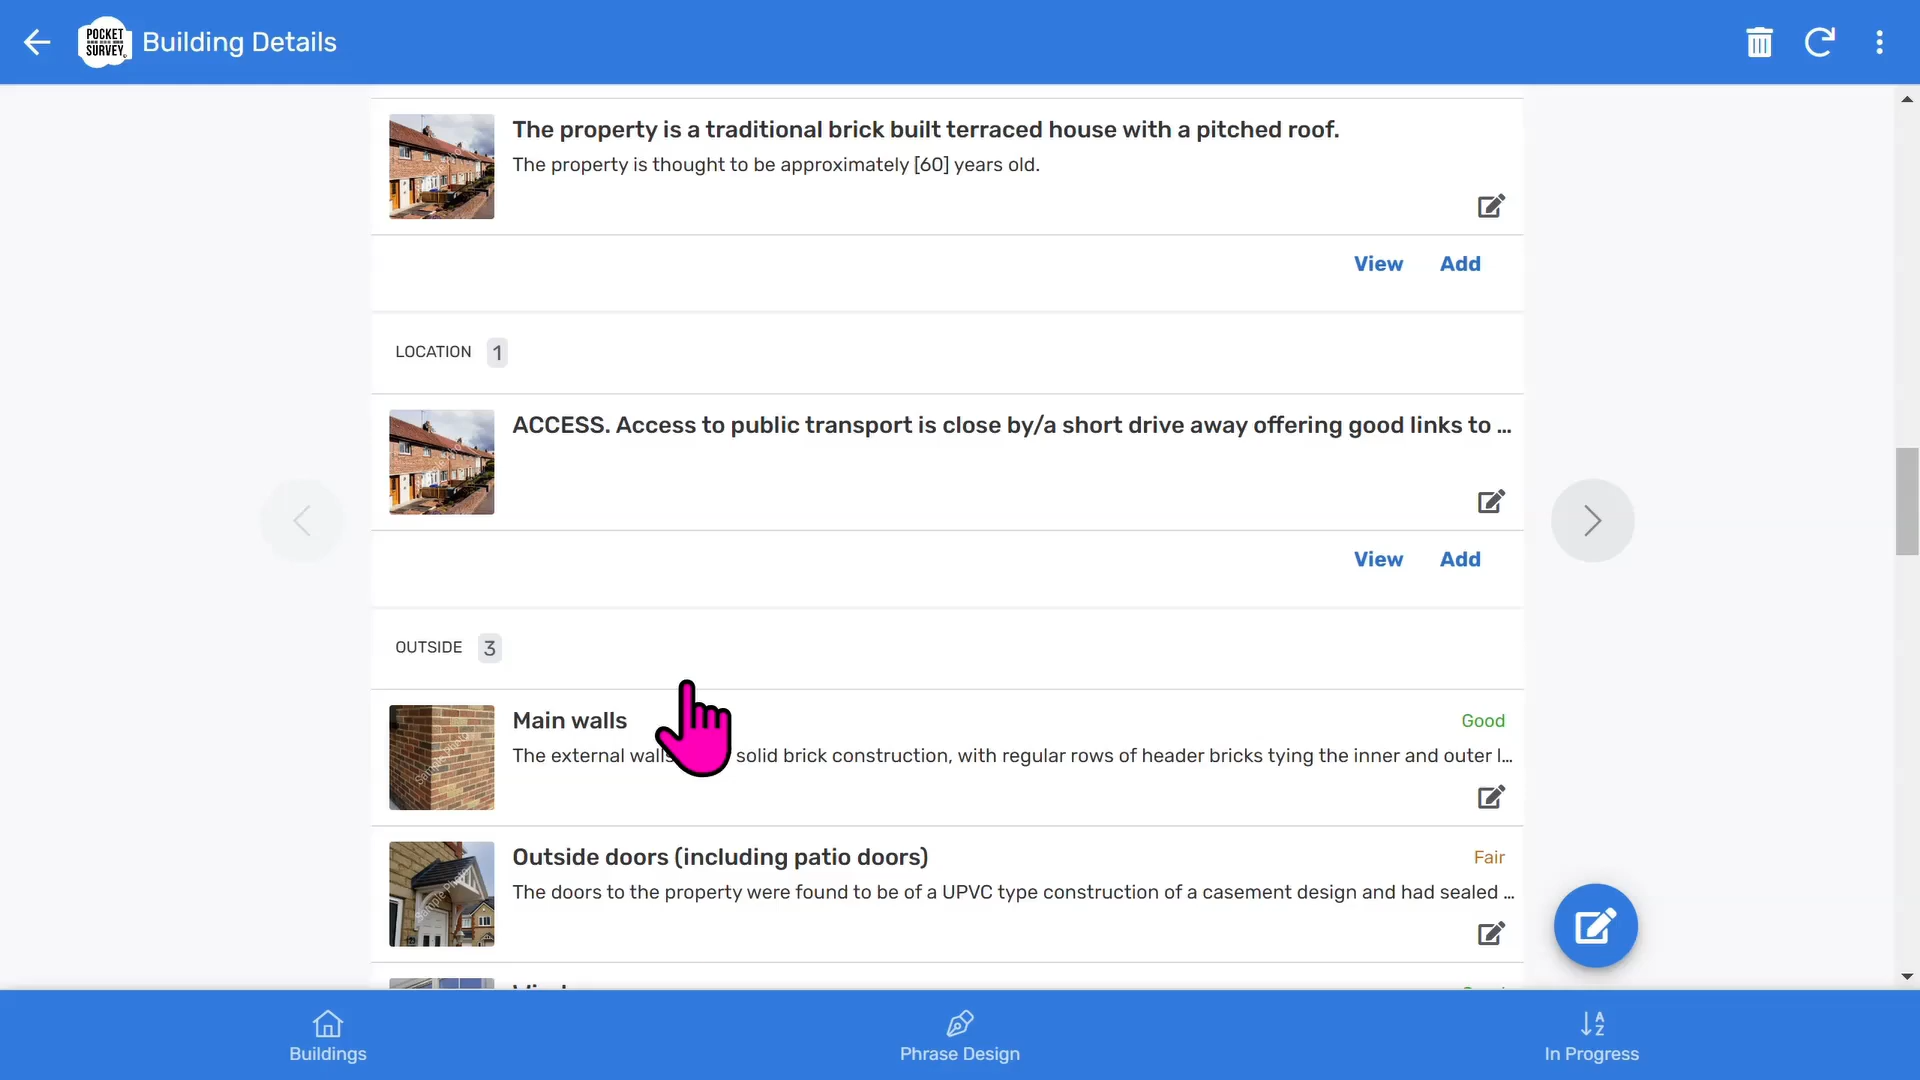 POCKET
SURVEY
Building Details
The property is a traditional brick built terraced house with a pitched roof.
The property is thought to be approximately [60] years old.
View Add
LOCATION 1
ACCESS. Access to public transport is close by/a short drive away offering good links to ...
View Add
OUTSIDE 3
Main walls Good
The external walls solid brick construction, with regular rows of header bricks tying the inner and outer l...
Sample Photo
Outside doors (including patio doors) Fair
The doors to the property were found to be of a UPVC type construction of a casement design and had sealed ...
Sample Photo
Buildings Phrase Design In Progress